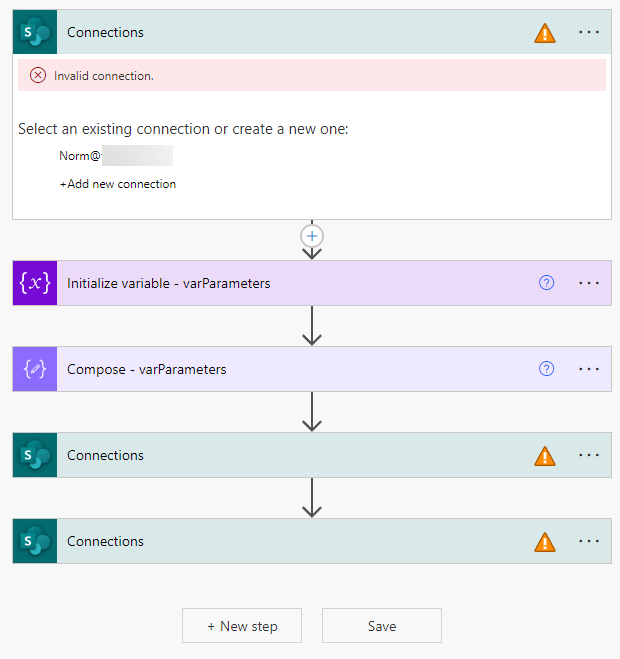 Connections
Invalid connection.
Select an existing connection or create a new one:
Norm@
+Add new connection
Initialize variable - varParameters
Compose - varParameters
Connections
Connections
+ New step
Save